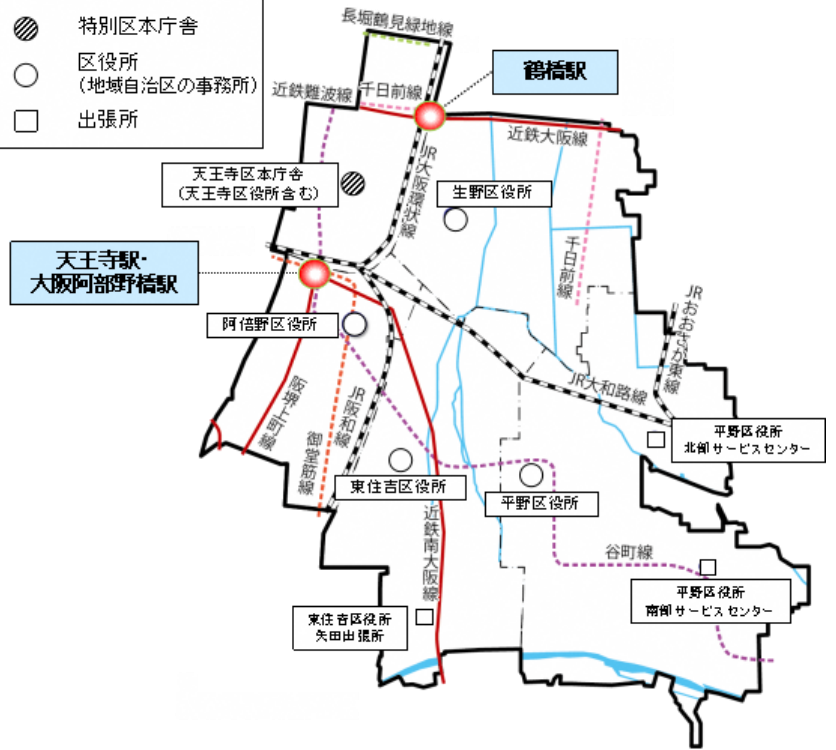 特別区本庁舎
区役所
(地域自治区の事務所)
出張所
長堀鶴見緑地線
鶴橋駅
近鉄難波線
千日前線
近鉄大阪線
天王寺区本庁舎
(天王寺区役所含む)
JR大阪環状線
生野区役所
天王寺駅・
大阪阿部野橋駅
千日前線
JRおおさか東線
阿倍野区役所
JR大和路線
阪堺上町線
JR阪和線
御堂筋線
平野区役所
北部サービスセンター
東住吉区役所
平野区役所
近鉄南大阪線
谷町線
平野区役所
南部サービスセンター
東住吉区役所
矢田出張所